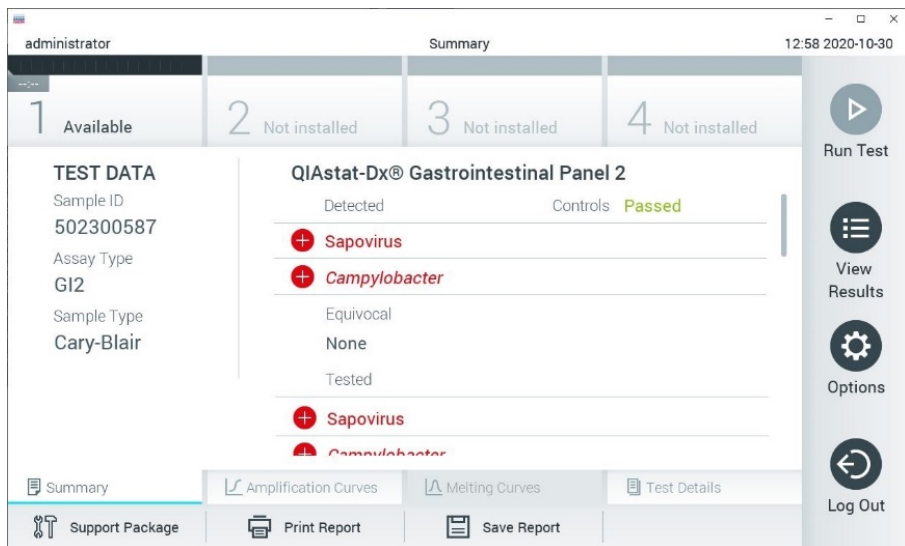 administrator Summary 12:58 2020-10-30
--:--
1 Available 2 Not installed 3 Not installed 4 Not installed
Run Test
TEST DATA
Sample ID
502300587
Assay Type
GI2
Sample Type
Cary-Blair
QIAstat-Dx® Gastrointestinal Panel 2
Detected Controls Passed
Sapovirus
Campylobacter
Equivocal
None
Tested
Sapovirus
Campylobacter
View
Results
Options
Log Out
Summary Amplification Curves Melting Curves Test Details
Support Package Print Report Save Report